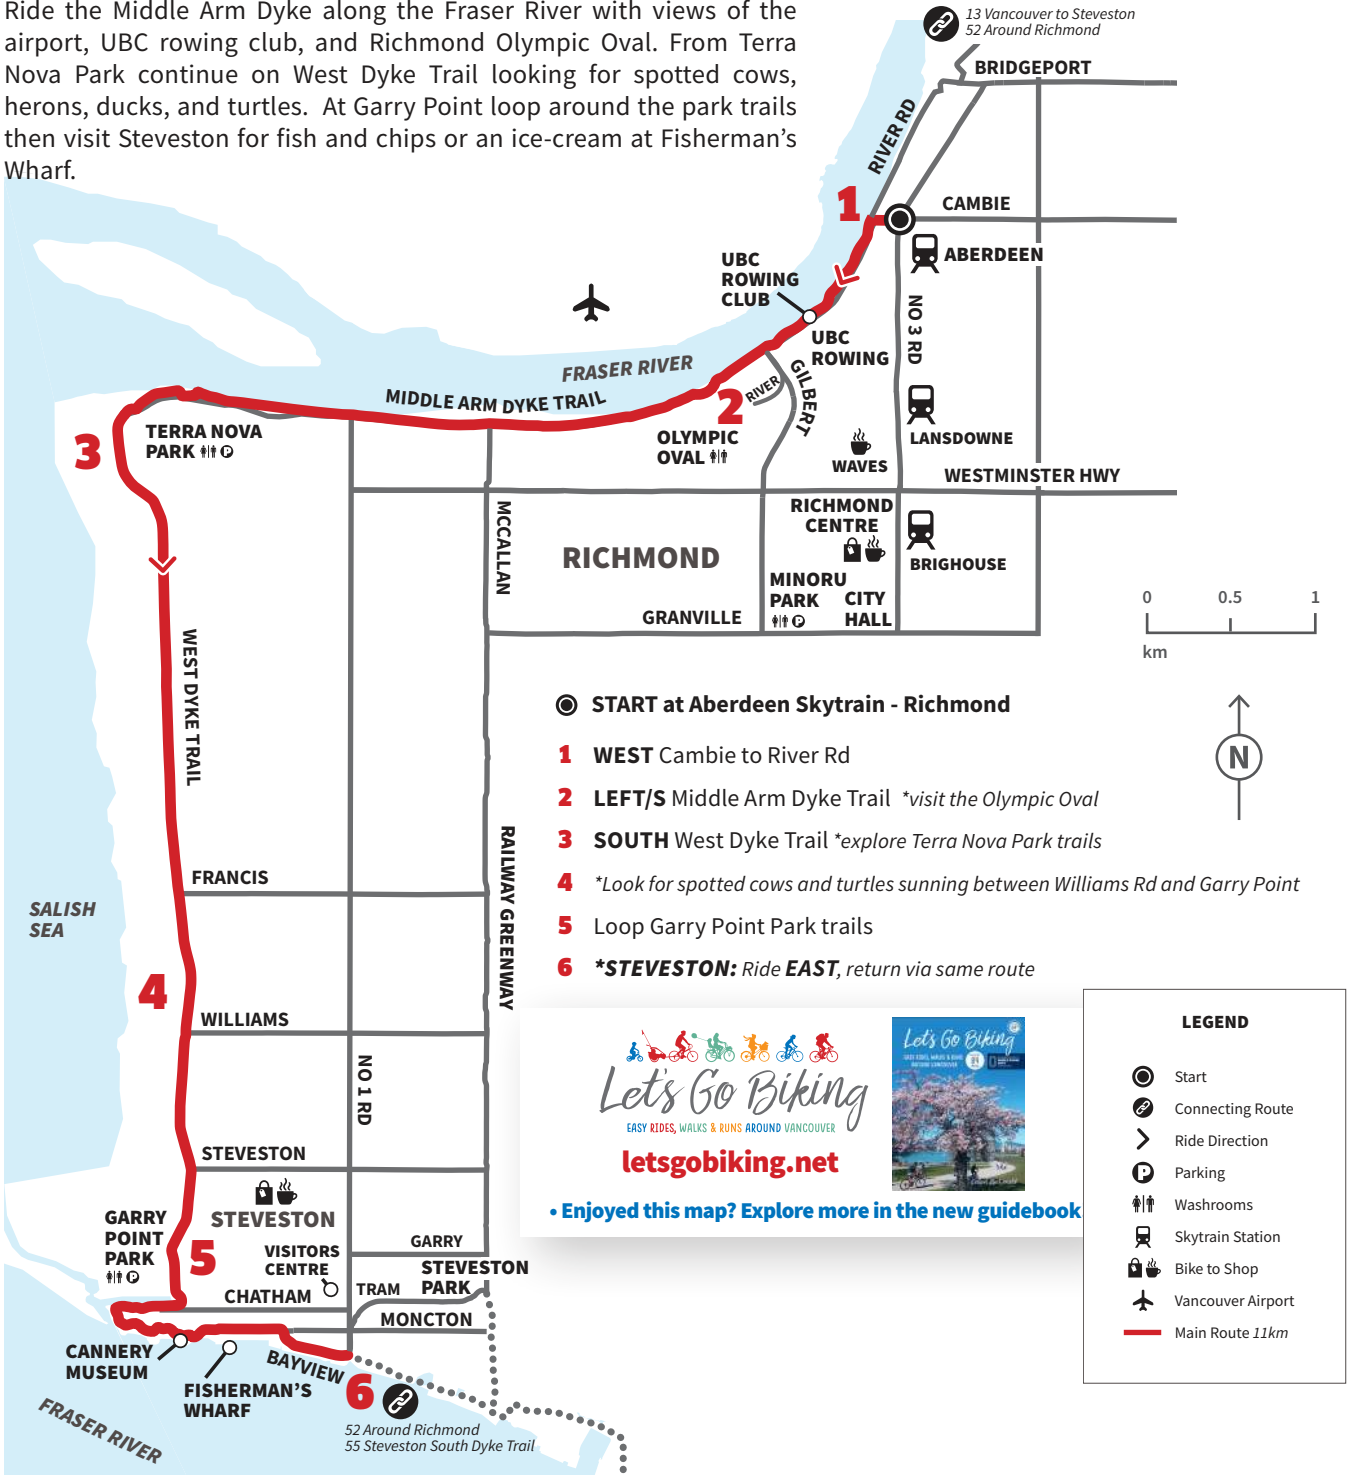 Ride the Middle Arm Dyke along the Fraser River with views of the
airport, UBC rowing club, and Richmond Olympic Oval. From Terra
Nova Park continue on West Dyke Trail looking for spotted cows,
herons, ducks, and turtles. At Garry Point loop around the park trails
then visit Steveston for fish and chips or an ice-cream at Fisherman's
Wharf.
13 Vancouver to Steveston
52 Around Richmond
BRIDGEPORT
RIVER RD
1
CAMBIE
ABERDEEN
UBC
ROWING
CLUB
NO 3 RD
UBC
ROWING
FRASER RIVER
GILBERT
RIVER
MIDDLE ARM DYKE TRAIL
2
LANSDOWNE
3
TERRA NOVA
PARK
P
OLYMPIC
OVAL
WAVES
WESTMINSTER HWY
MCCALLAN
RICHMOND
CENTRE
RICHMOND
BRIGHOUSE
MINORU
PARK
P
CITY
HALL
GRANVILLE
0 0.5 1
km
WEST DYKE TRAIL
START at Aberdeen Skytrain - Richmond
1 WEST Cambie to River Rd
2 LEFT/S Middle Arm Dyke Trail *visit the Olympic Oval
3 SOUTH West Dyke Trail *explore Terra Nova Park trails
4 *Look for spotted cows and turtles sunning between Williams Rd and Garry Point
5 Loop Garry Point Park trails
6 *STEVESTON: Ride EAST, return via same route
N
RAILWAY GREENWAY
FRANCIS
SALISH
SEA
4
WILLIAMS
NO 1 RD
STEVESTON
STEVESTON
GARRY
POINT
PARK
P
5
VISITORS
CENTRE
GARRY
STEVESTON
PARK
TRAM
CHATHAM
MONCTON
CANNERY
MUSEUM
BAYVIEW
FISHERMAN'S
WHARF
6
FRASER RIVER
52 Around Richmond
55 Steveston South Dyke Trail
Let's Go Biking
EASY RIDES, WALKS & RUNS AROUND VANCOUVER
letsgobiking.net
Let's Go Biking
• Enjoyed this map? Explore more in the new guidebook
LEGEND
Start
Connecting Route
Ride Direction
P Parking
Washrooms
Skytrain Station
Bike to Shop
Vancouver Airport
Main Route 11km